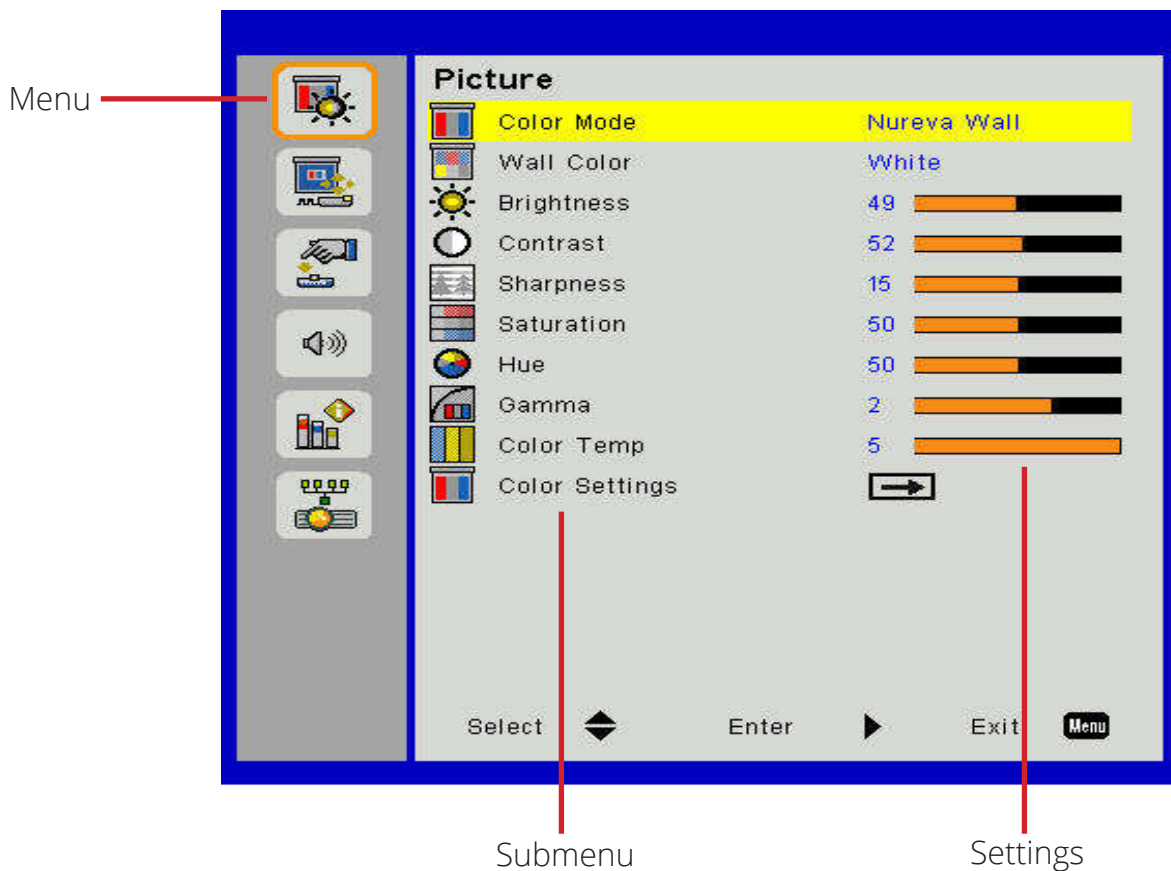 Menu
Picture
Color Mode Nureva Wall
Wall Color White
Brightness 49
Contrast 52
Sharpness 15
Saturation 50
Hue 50
Gamma 2
Color Temp 5
Color Settings
Select Enter Exit Menu
Submenu Settings